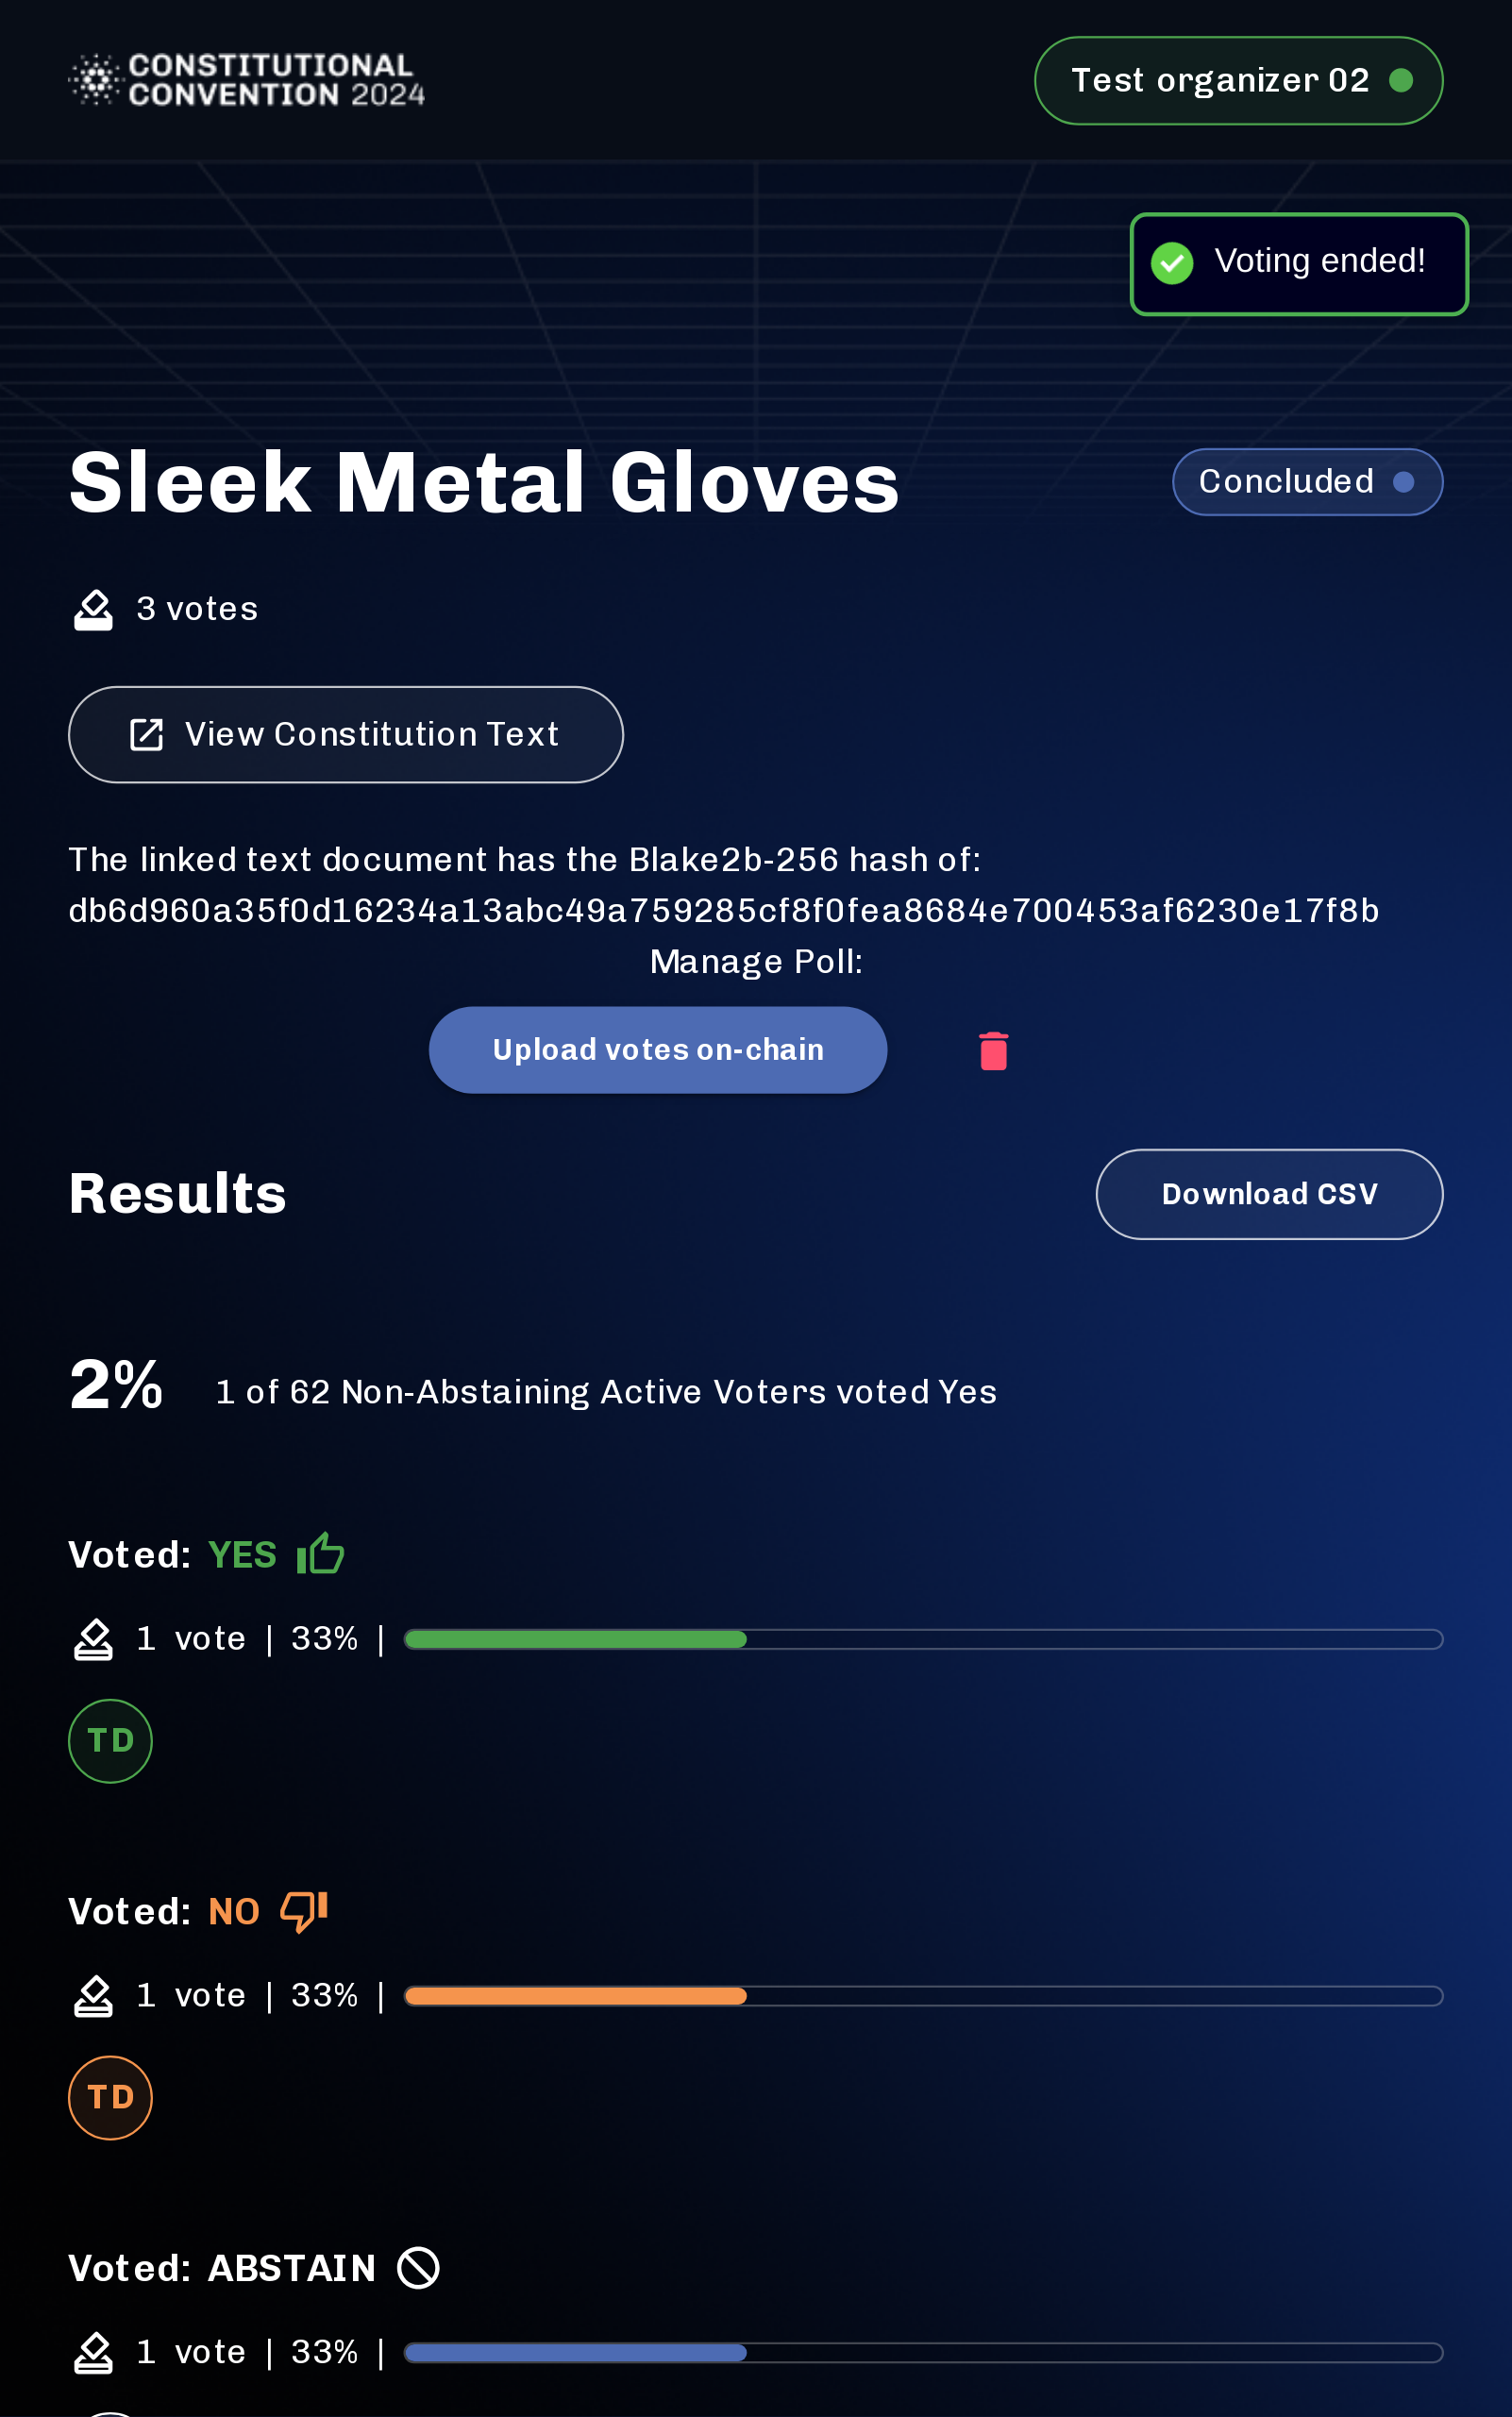 CONSTITUTIONAL
CONVENTION 2024
Test organizer 02
Voting ended!
Sleek Metal Gloves
Concluded
3 votes
View Constitution Text
The linked text document has the Blake2b-256 hash of:
db6d960a35f0d16234a13abc49a759285cf8f0fea8684e700453af6230e17f8b
Manage Poll:
Upload votes on-chain
Results
Download CSV
2%
1 of 62 Non-Abstaining Active Voters voted Yes
Voted: YES
1 vote | 33% |
TD
Voted: NO
1 vote | 33% |
TD
Voted: ABSTAIN
1 vote | 33% |